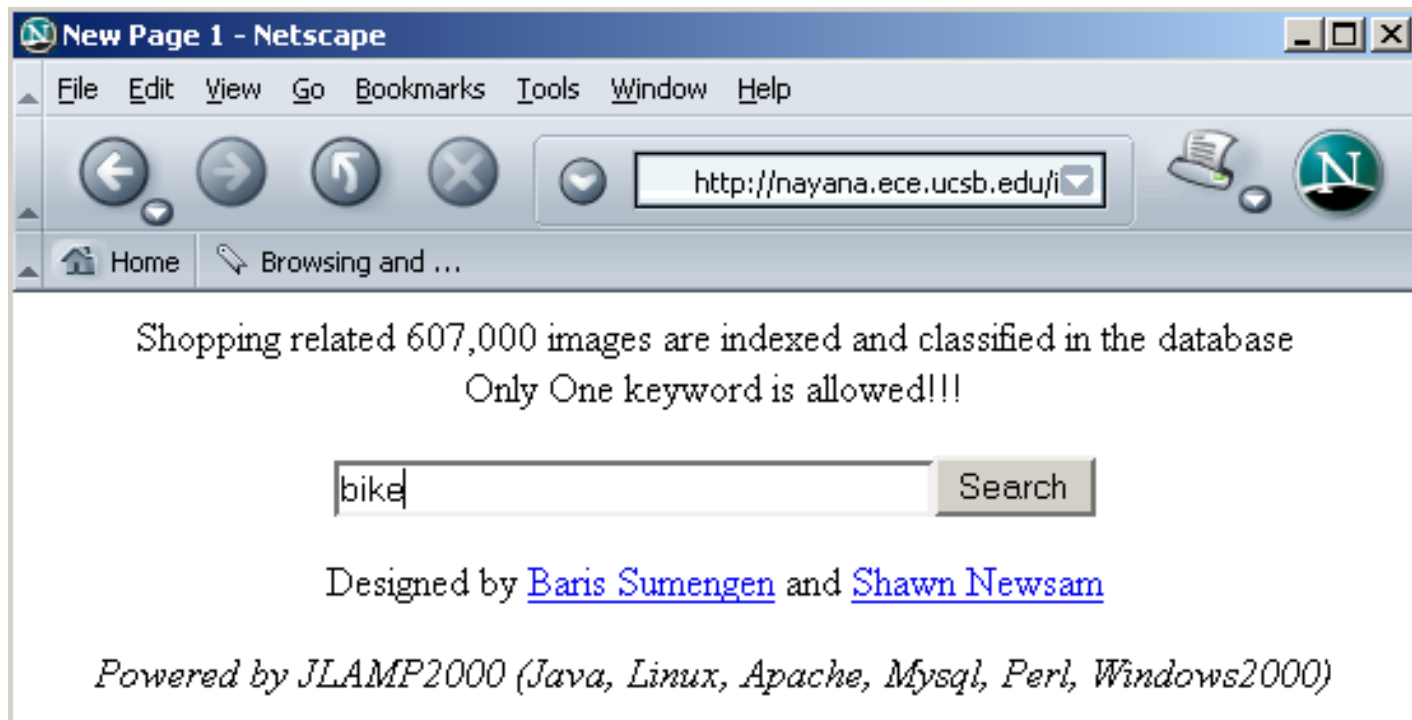 New Page 1 - Netscape
File Edit View Go Bookmarks Tools Window Help
http://nayana.ece.ucsb.edu/i
N
Home Browsing and ...
Shopping related 607,000 images are indexed and classified in the database
Only One keyword is allowed!!!
bike Search
Designed by Baris Sumengen and Shawn Newsam
Powered by JLAMP2000 (Java, Linux, Apache, Mysql, Perl, Windows2000)